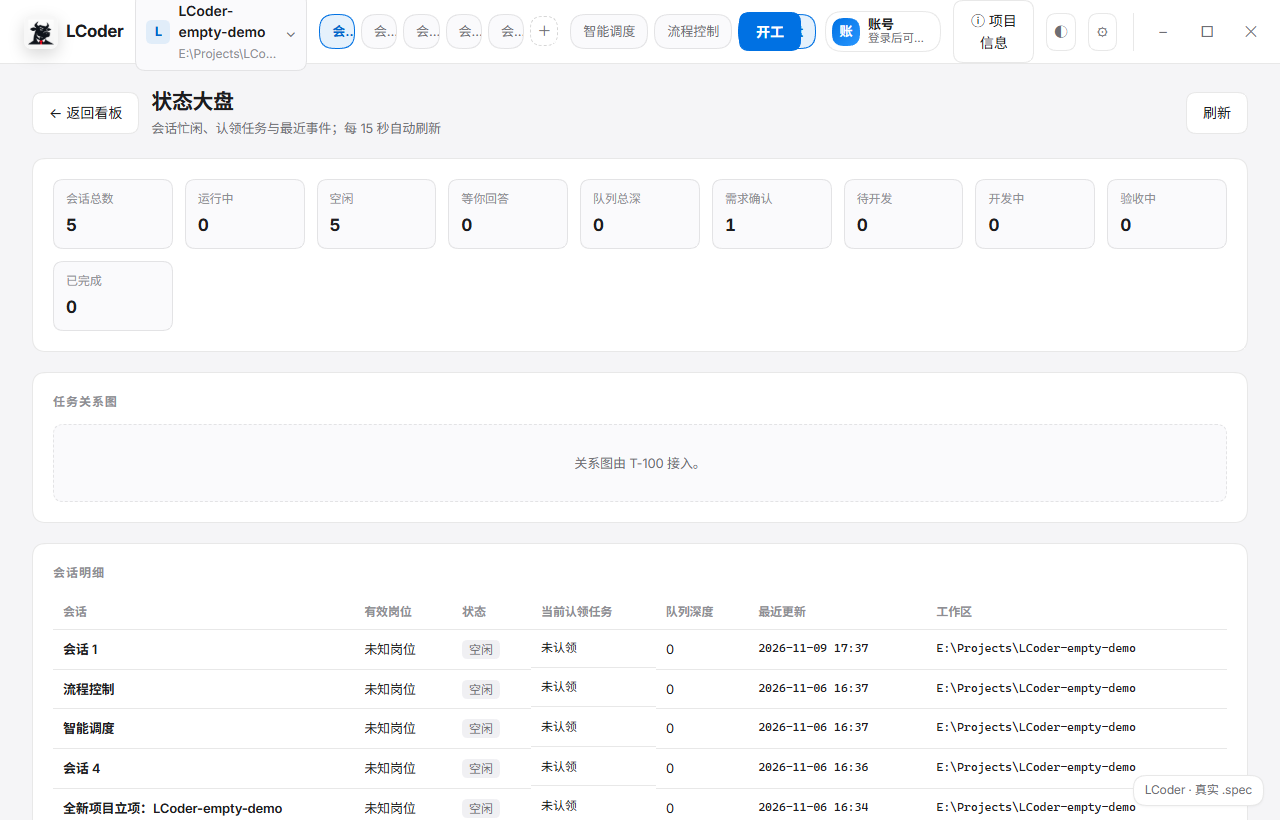 LCoder
L
LCoder-
empty-demo
E:\Projects\LCo...
会...
会...
会...
会...
会...
+
智能调度
流程控制
开工
账
账号
登录后可...
项目
信息
← 返回看板
状态大盘
会话忙闲、认领任务与最近事件；每 15 秒自动刷新
刷新
会话总数
5
运行中
0
空闲
5
等你回答
0
队列总深
0
需求确认
1
待开发
0
开发中
0
验收中
0
已完成
0
任务关系图
关系图由 T-100 接入。
会话明细
会话 有效岗位 状态 当前认领任务 队列深度 最近更新 工作区
会话 1 未知岗位 空闲 未认领 0 2026-11-09 17:37 E:\Projects\LCoder-empty-demo
流程控制 未知岗位 空闲 未认领 0 2026-11-06 16:37 E:\Projects\LCoder-empty-demo
智能调度 未知岗位 空闲 未认领 0 2026-11-06 16:37 E:\Projects\LCoder-empty-demo
会话 4 未知岗位 空闲 未认领 0 2026-11-06 16:36 E:\Projects\LCoder-empty-demo
全新项目立项：LCoder-empty-demo 未知岗位 空闲 未认领 0 2026-11-06 16:34 E:\Projects\LCoder-empty-demo
LCoder · 真实 .spec